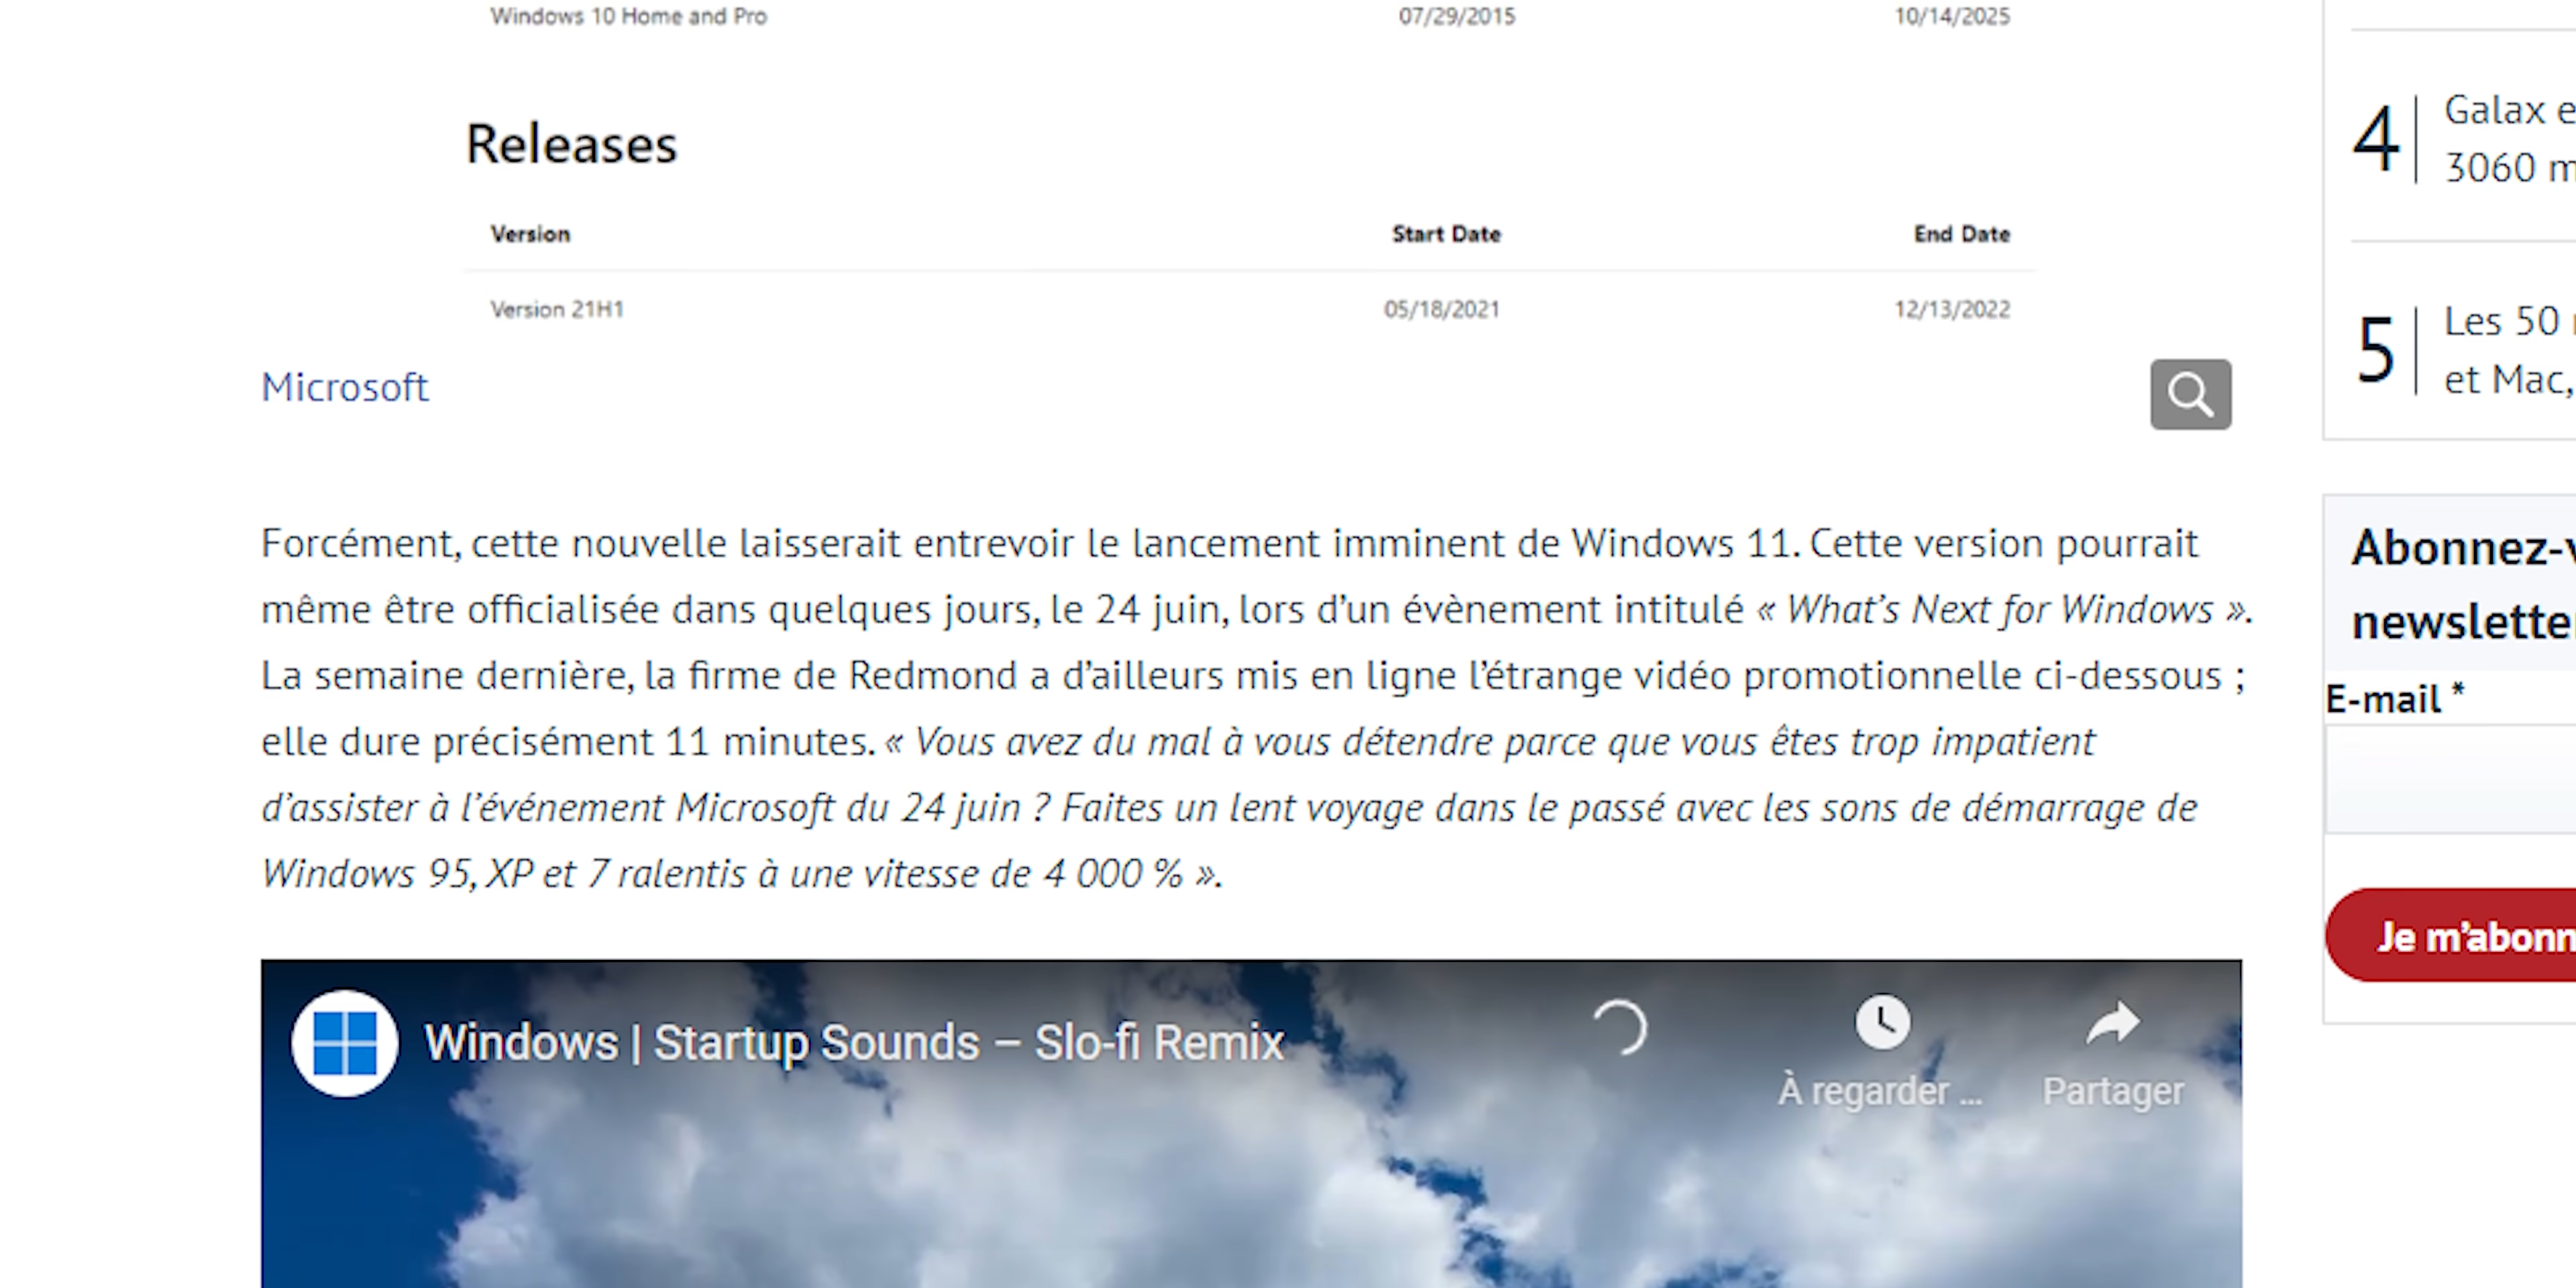 Windows 10 Home and Pro 07/29/2015 10/14/2025
Releases
Version Start Date End Date
Version 21H1 05/18/2021 12/13/2022
Microsoft
Forcément, cette nouvelle laisserait entrevoir le lancement imminent de Windows 11. Cette version pourrait
même être officialisée dans quelques jours, le 24 juin, lors d’un évènement intitulé « What’s Next for Windows ».
La semaine dernière, la firme de Redmond a d’ailleurs mis en ligne l’étrange vidéo promotionnelle ci-dessous ;
elle dure précisément 11 minutes. « Vous avez du mal à vous détendre parce que vous êtes trop impatient
d’assister à l’événement Microsoft du 24 juin ? Faites un lent voyage dans le passé avec les sons de démarrage de
Windows 95, XP et 7 ralentis à une vitesse de 4 000 % ».
Windows | Startup Sounds – Slo-fi Remix
À regarder ...
Partager
4
Galax
3060
5
Les 50
et Mac,
Abonnez-
newslette
E-mail *
Je m’abonn